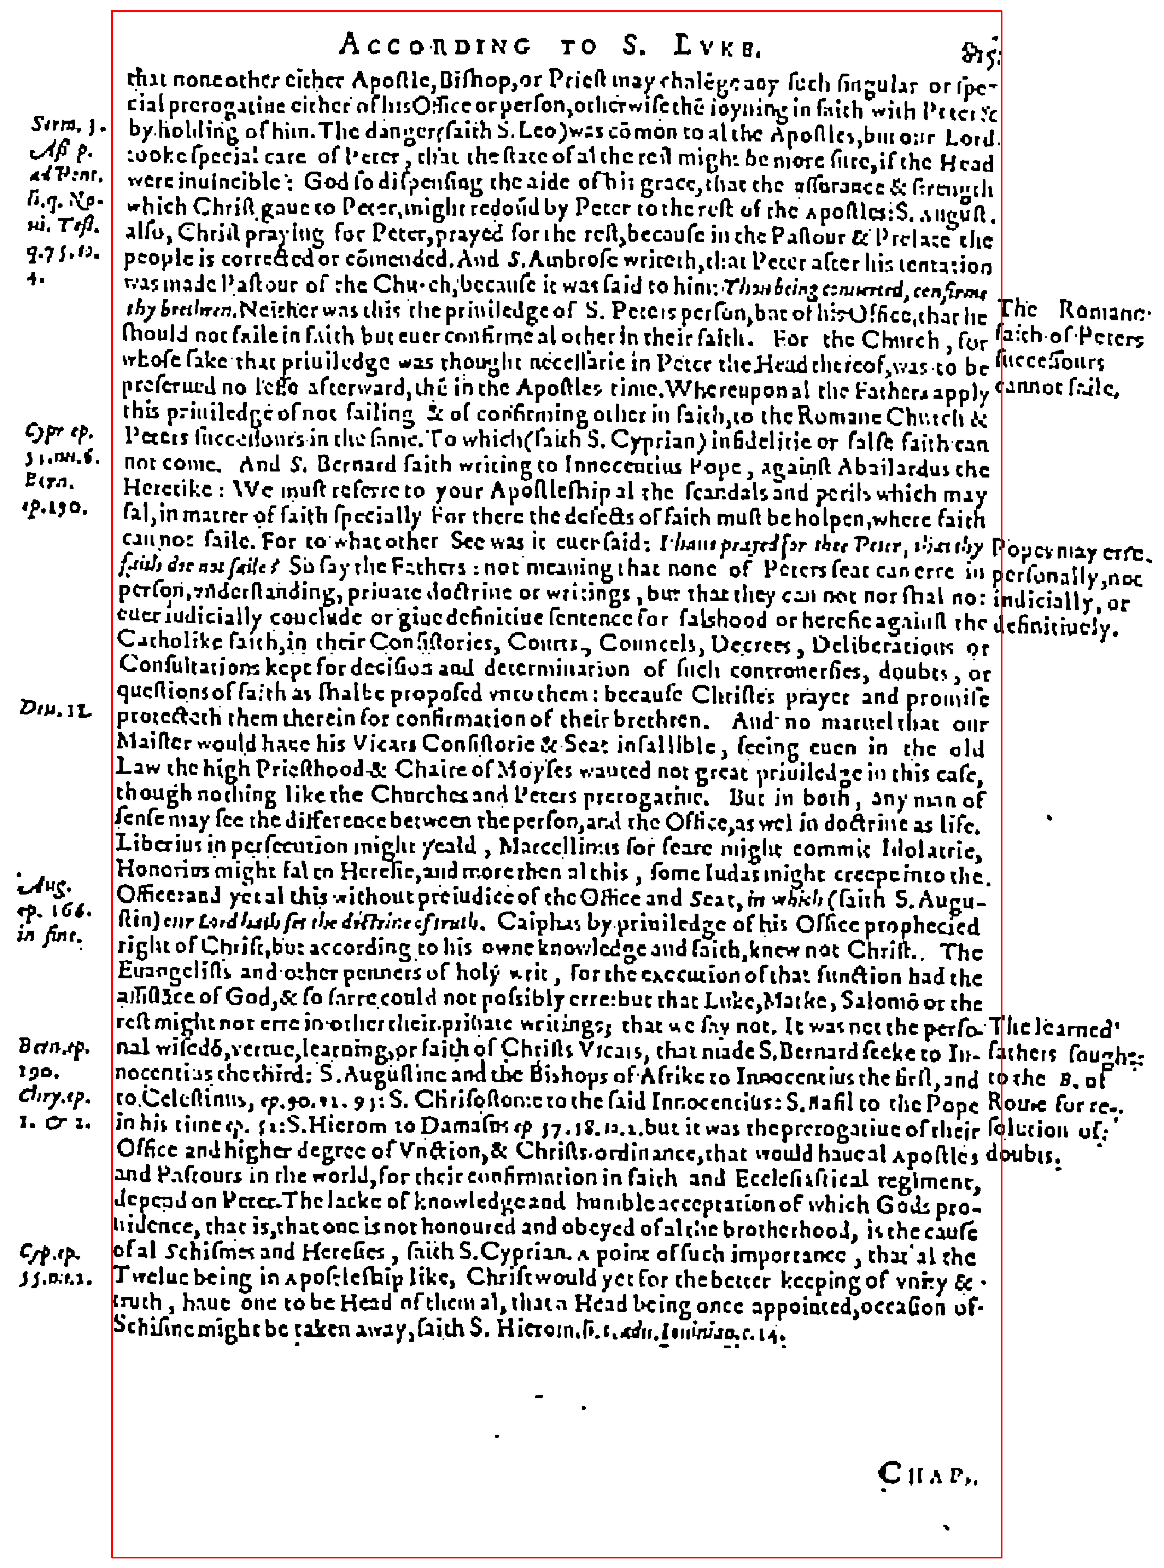 ACCORDING TO S. LVKE.
that none other either Apostle, Bishop, or Priest may chalēge any such singular or spe-
cial prerogatiue either of his Office or person, otherwise thē ioyning in faith with Peter &
by holding of him. The danger (saith S. Leo) was cōmon to al the Apostles, but our Lord
tooke special care of Peter, that the state of al the rest might be more sure, if the Head
were inuincible: God so dispensing the aide of his grace, that the assurance & strength
which Christ gaue to Peter, might redoūd by Peter to the rest of the Apostles: S. August.
also, Christ praying for Peter, prayed for the rest, because in the Pastour & Prelate the
people is corrected or cōmended. And S. Ambrose writeth, that Peter after his tentation
was made Pastour of the Church, because it was said to him: Thou being conuerted, confirme
thy brethren. Neither was this the priuiledge of S. Peters person, but of his Office, that he
should not faile in faith but euer confirme al other in their faith. For the Church, for
whose sake that priuiledge was thought necessarie in Peter the Head thereof, was to be
preserued no lesse afterward, thē in the Apostles time. Whereupon al the Fathers apply
this priuiledge of not failing & of confirming other in faith, to the Romane Church &
Peters successours in the same. To which (saith S. Cyprian) infidelitie or false faith can
not come. And S. Bernard saith writing to Innocentius Pope, against Abailardus the
Heretike: We must referre to your Apostleship al the scandals and perils which may
fal, in matter of faith specially For there the defects of faith must be holpen, where faith
can not faile. For to what other See was it euer said: I haue prayed for thee Peter, that thy
faith doe not faile? So say the Fathers: not meaning that none of Peters seat can erre in
person, vnderstanding, priuate doctrine or writings, but that they can not nor shal not
euer judicially conclude or giue definitiue sentence for falshood or heresie against the
Catholike faith, in their Consistories, Courts, Councels, Decrees, Deliberations or
Consultations kept for decision and determination of such controuersies, doubts, or
questions of faith as shal be proposed vnto them: because Christes prayer and promise
protecteth them therein for confirmation of their brethren. And no maruel that our
Maister would haue his Vicars Consistorie & Seat infallible, seeing euen in the old
Law the high Priesthood & Chaire of Moyses wanted not great priuiledge in this case,
though nothing like the Churches and Peters prerogatiue. But in both, any man of
sense may see the difference between the person, and the Office, as wel in doctrine as life.
Liberius in persecution might yeald, Marcellinus for feare might commit Idolatrie,
Honorius might fal to Heresie, and more then al this, some Iudas might creepe into the
Office: and yet al this without preiudice of the Office and Seat, in which (saith S. Augu-
stin) our Lord hath set the doctrine of truth. Caiphas by priuiledge of his Office prophecied
right of Christ, but according to his owne knowledge and faith, knew not Christ. The
Euangelists and other penners of holy writ, for the execution of that function had the
assistāce of God, & so farre could not possibly erre: but that Luke, Marke, Salomō or the
rest might not erre in other their priuate writings, that we say not. It was not the perso-
nal wisedō, vertue, learning, or faith of Christs Vicars, that made S. Bernard seeke to In-
nocentius the third: S. Augustine and the Bishops of Afrike to Innocentius the first, and
to Celestinus, ep. 90. 92. 93: S. Chrisostome to the said Innocentius: S. Basil to the Pope
in his time ep. 52: S. Hierom to Damasus ep 57. 58. to. 2. but it was the prerogatiue of their
Office and higher degree of Vnction, & Christs ordinance, that would haue al Apostles
and Pastours in the world, for their confirmation in faith and Ecclesiastical regiment,
depend on Peter. The lacke of knowledge and humble acceptation of which Gods pro-
uidence, that is, that one is not honoured and obeyed of al the brotherhood, is the cause
of al Schismes and Heresies, saith S. Cyprian. A point of such importance, that al the
Twelue being in Apostleship like, Christ would yet for the better keeping of vnity &
truth, haue one to be Head of them al, that a Head being once appointed, occasion of
Schisme might be taken away, saith S. Hierom. li. 1. adu. Iouinian. c. 14.
CHAP.
Serm. 3.
Ass p.
ad Pont.
li. q. No-
ui. Test.
q. 75. to.
4.
Cypr ep.
55. nu. 6.
Bern.
ep. 190.
Deu. 17.
Aug.
ep. 166.
in fine.
Bern. ep.
190.
Chry. ep.
1. & 2.
Cyp. ep.
55. n. 1. 2.
The Romane
faith of Peters
successours
cannot faile.
Popes may erre
personally, not
iudicially, or
definitiuely.
The learned
fathers sought
to the B. of
Rome for re-
solution of
doubts.